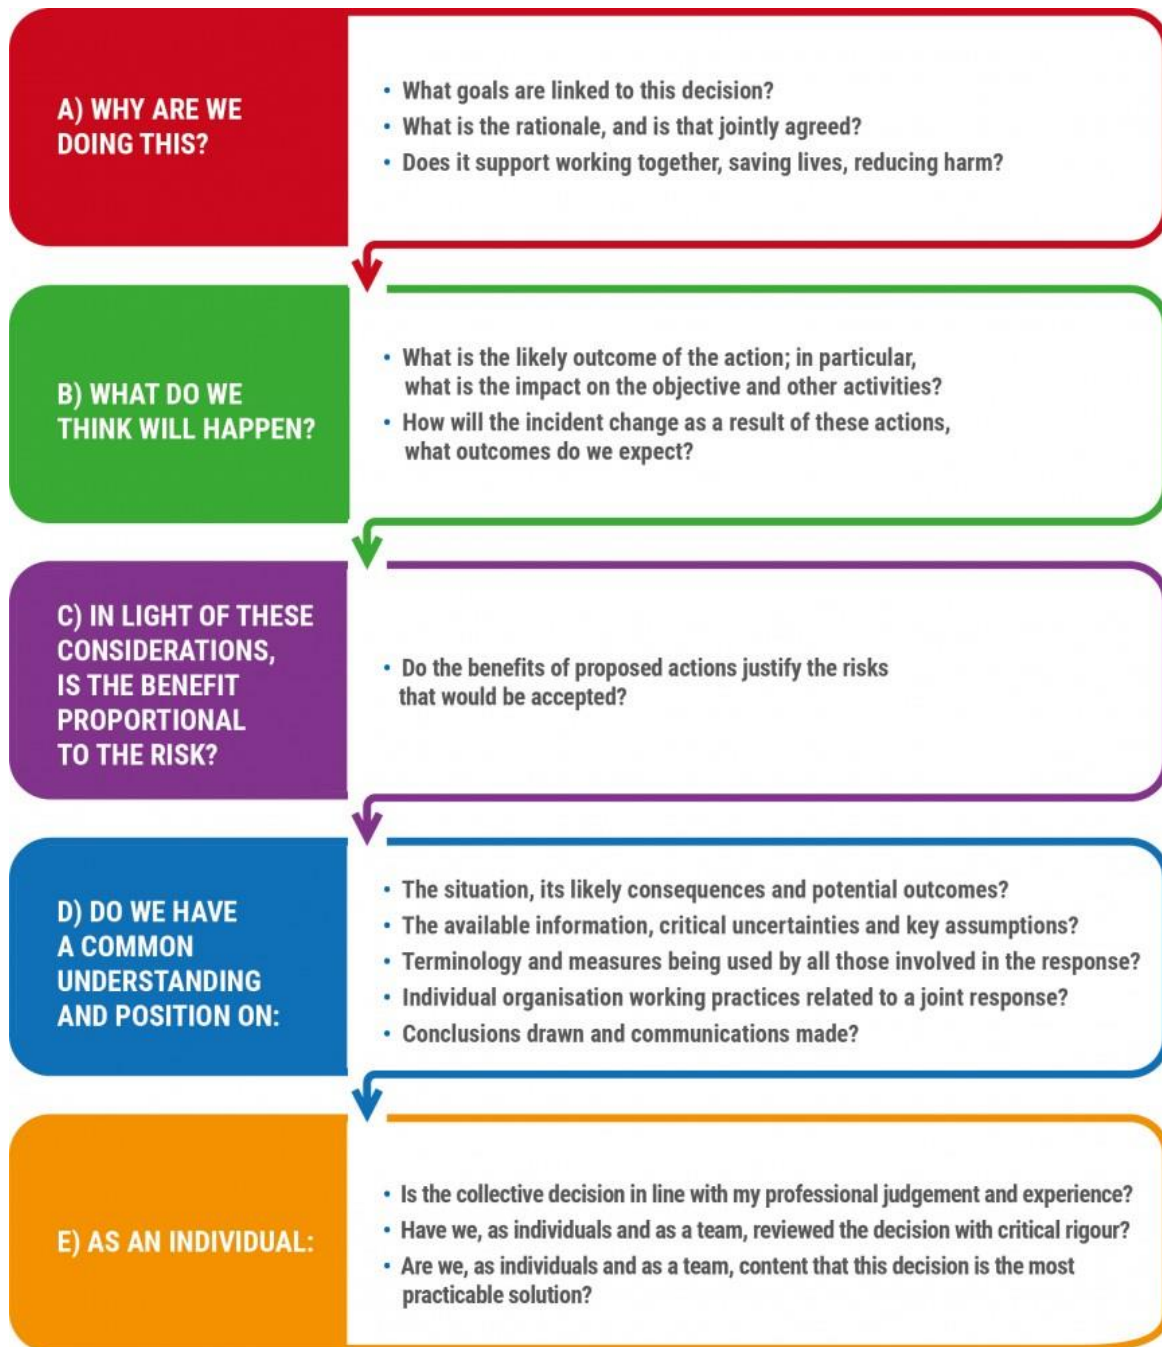 A) WHY ARE WE
DOING THIS?
• What goals are linked to this decision?
• What is the rationale, and is that jointly agreed?
• Does it support working together, saving lives, reducing harm?
B) WHAT DO WE
THINK WILL HAPPEN?
• What is the likely outcome of the action; in particular,
what is the impact on the objective and other activities?
• How will the incident change as a result of these actions,
what outcomes do we expect?
C) IN LIGHT OF THESE
CONSIDERATIONS,
IS THE BENEFIT
PROPORTIONAL
TO THE RISK?
• Do the benefits of proposed actions justify the risks
that would be accepted?
D) DO WE HAVE
A COMMON
UNDERSTANDING
AND POSITION ON:
• The situation, its likely consequences and potential outcomes?
• The available information, critical uncertainties and key assumptions?
• Terminology and measures being used by all those involved in the response?
• Individual organisation working practices related to a joint response?
• Conclusions drawn and communications made?
E) AS AN INDIVIDUAL:
• Is the collective decision in line with my professional judgement and experience?
• Have we, as individuals and as a team, reviewed the decision with critical rigour?
• Are we, as individuals and as a team, content that this decision is the most
practicable solution?